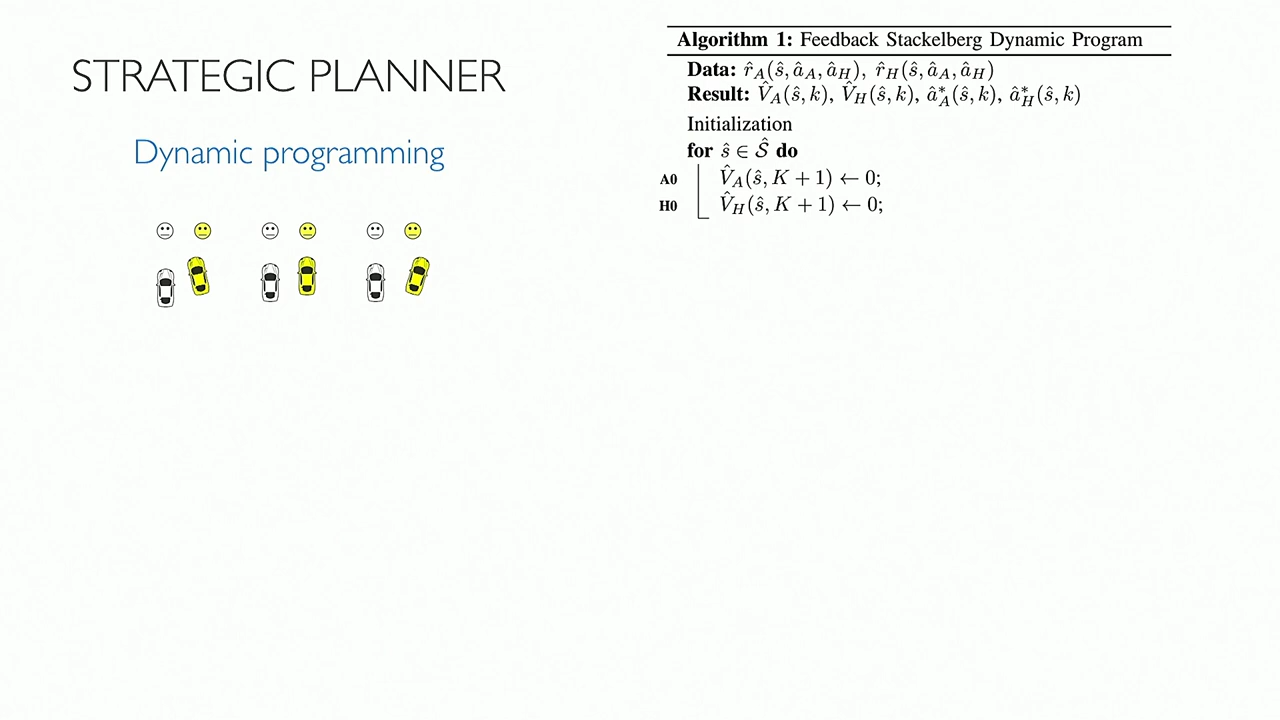 STRATEGIC PLANNER
Dynamic programming
Algorithm 1: Feedback Stackelberg Dynamic Program
Data: r̂_A(ŝ, â_A, â_H), r̂_H(ŝ, â_A, â_H)
Result: V̂_A(ŝ, k), V̂_H(ŝ, k), â*_A(ŝ, k), â*_H(ŝ, k)
Initialization
for ŝ ∈ Ŝ do
A0 V̂_A(ŝ, K + 1) ← 0;
H0 V̂_H(ŝ, K + 1) ← 0;